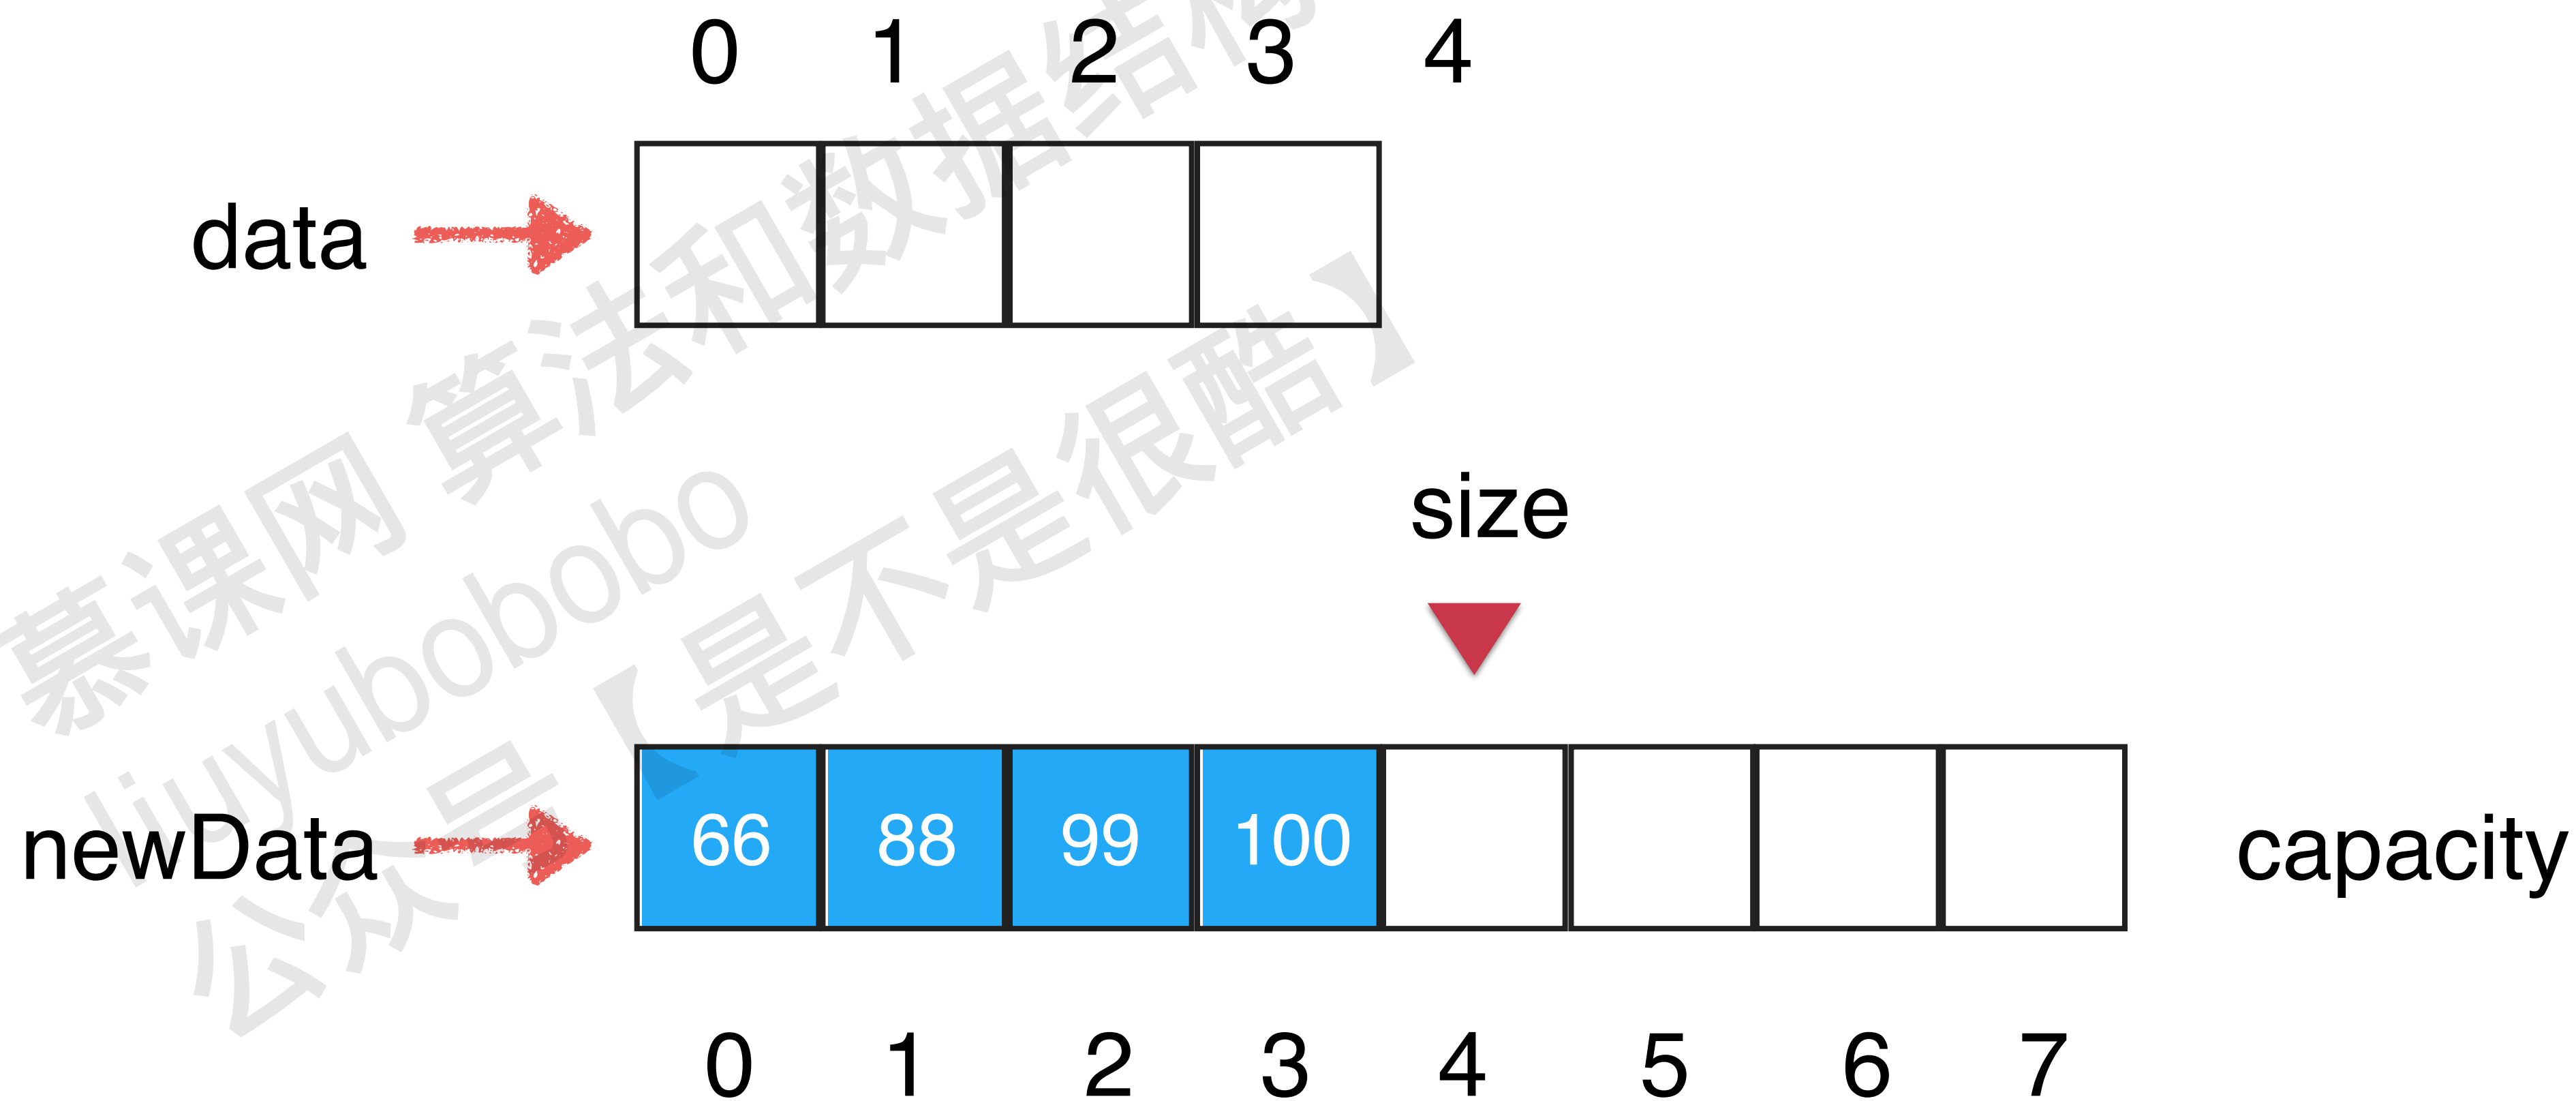 0 1 2 3 4
data
size
newData 66 88 99 100 capacity
0 1 2 3 4 5 6 7
慕课网 算法和数据结构
liuyubobobo
公众号【是不是很酷】